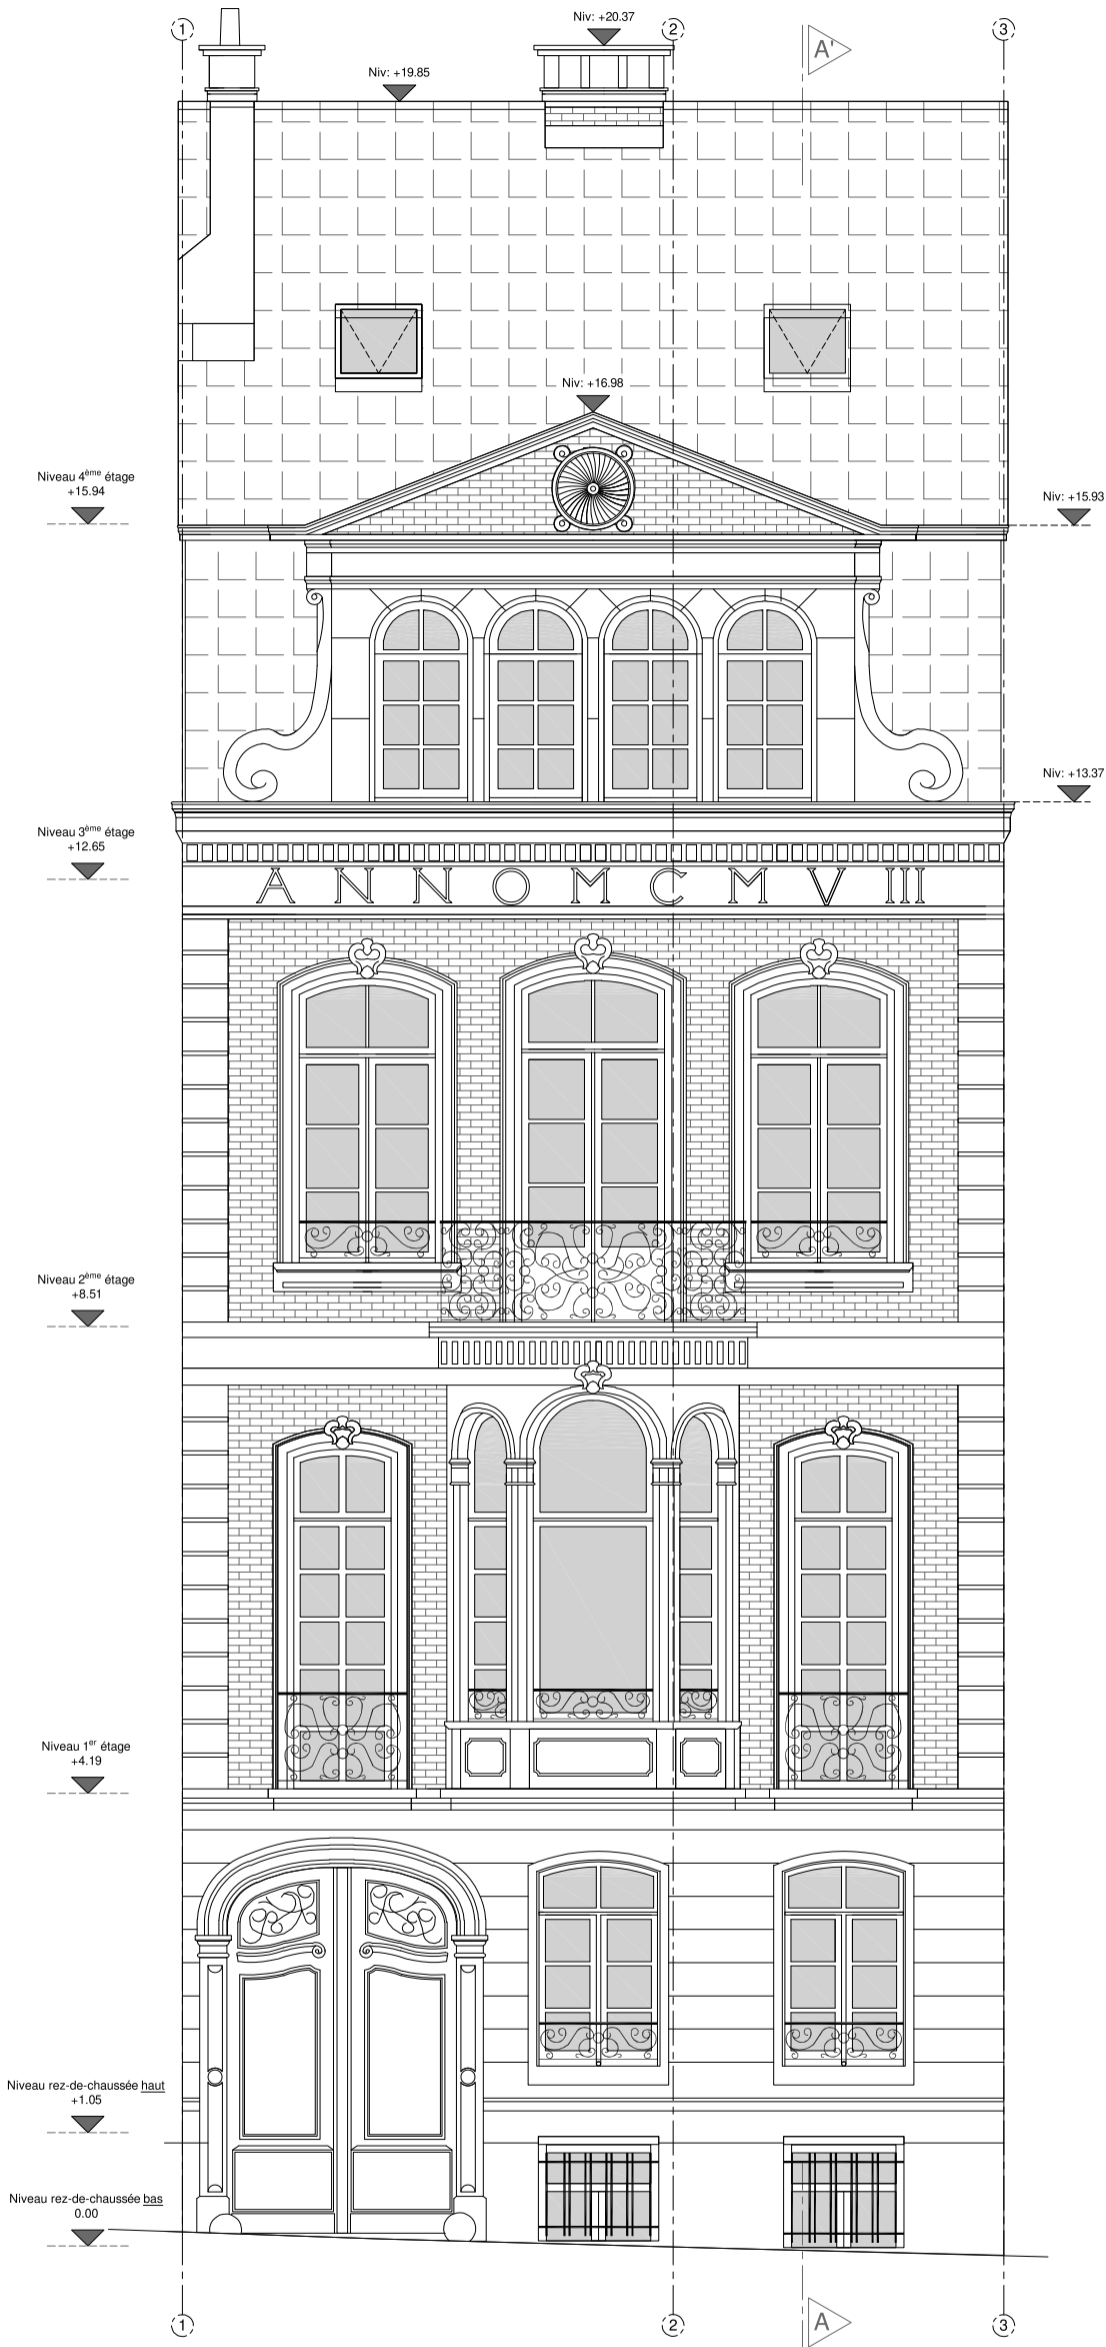 Niv: +20.37
1
2
A'
3
Niv: +19.85
Niv: +16.98
Niveau 4ème étage
+15.94
Niv: +15.93
Niv: +13.37
Niveau 3ème étage
+12.65
A N N O M C M V III
Niveau 2ème étage
+8.51
Niveau 1er étage
+4.19
Niveau rez-de-chaussée haut
+1.05
Niveau rez-de-chaussée bas
0.00
1
2
A
3